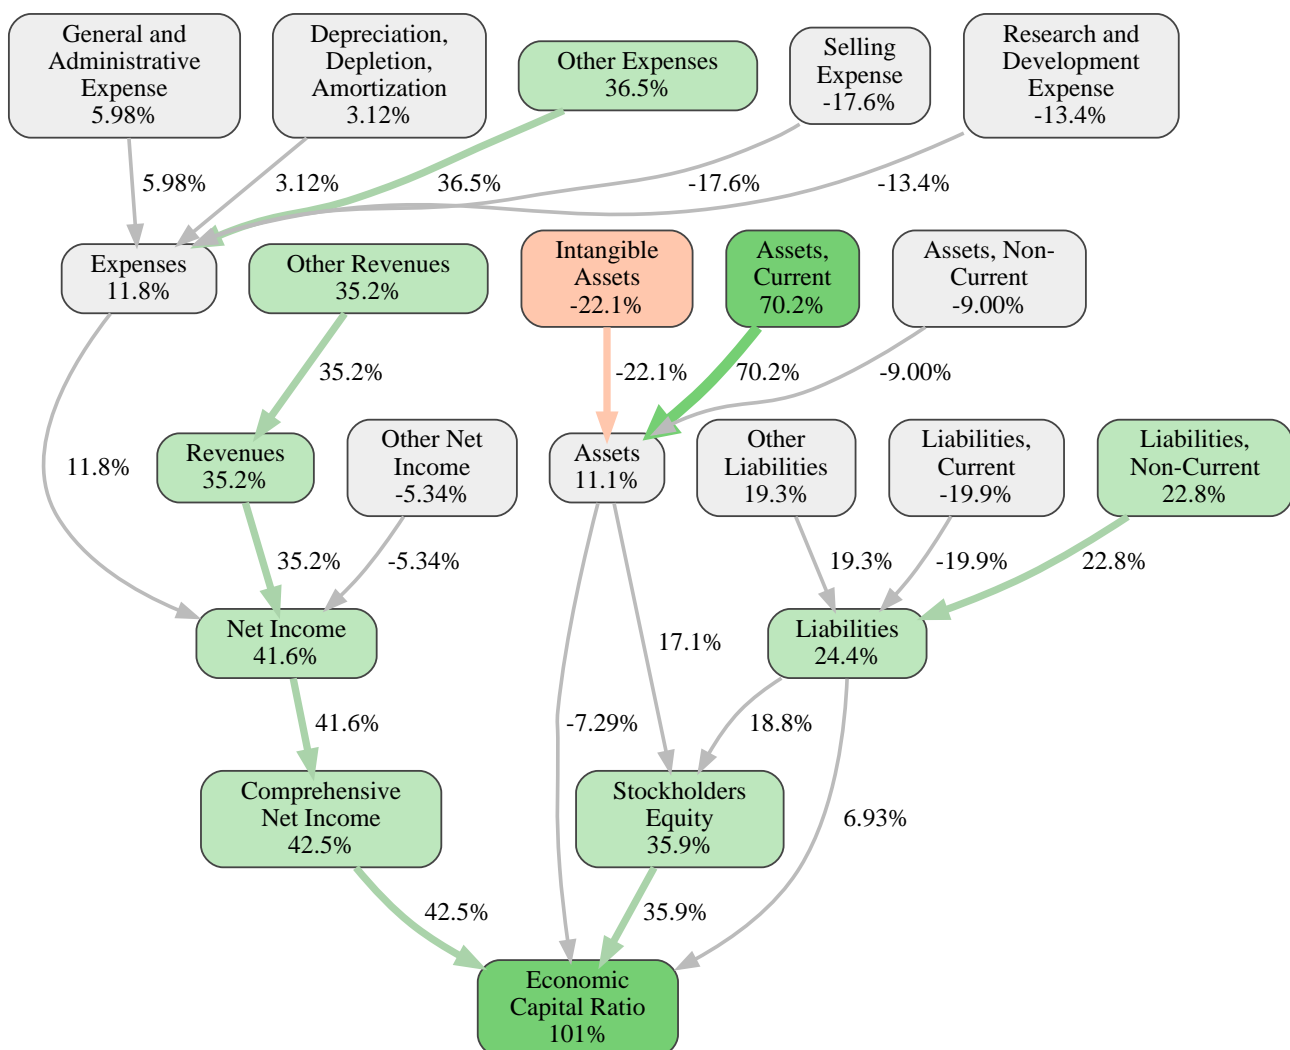 General and
Administrative
Expense
5.98%
Depreciation,
Depletion,
Amortization
3.12%
Other Expenses
36.5%
Selling
Expense
-17.6%
Research and
Development
Expense
-13.4%
5.98%
3.12%
36.5%
-17.6%
-13.4%
Expenses
11.8%
Other Revenues
35.2%
Intangible
Assets
-22.1%
Assets,
Current
70.2%
Assets, Non-
Current
-9.00%
35.2%
-22.1%
70.2%
-9.00%
11.8%
Revenues
35.2%
Other Net
Income
-5.34%
Assets
11.1%
Other
Liabilities
19.3%
Liabilities,
Current
-19.9%
Liabilities,
Non-Current
22.8%
35.2%
-5.34%
19.3%
-19.9%
22.8%
Net Income
41.6%
17.1%
Liabilities
24.4%
41.6%
-7.29%
18.8%
Comprehensive
Net Income
42.5%
Stockholders
Equity
35.9%
6.93%
42.5%
35.9%
Economic
Capital Ratio
101%